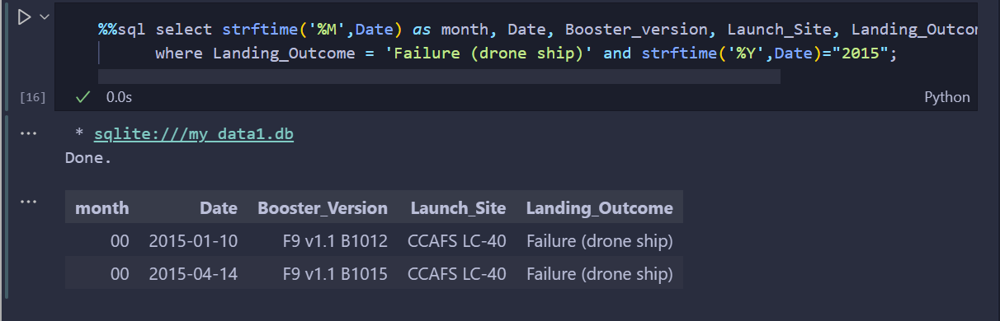 %%sql select strftime('%M',Date) as month, Date, Booster_version, Launch_Site, Landing_Outcom
where Landing_Outcome = 'Failure (drone ship)' and strftime('%Y',Date)="2015";
[16]
0.0s
Python
* sqlite:///my_data1.db
Done.
month Date Booster_Version Launch_Site Landing_Outcome
00 2015-01-10 F9 v1.1 B1012 CCAFS LC-40 Failure (drone ship)
00 2015-04-14 F9 v1.1 B1015 CCAFS LC-40 Failure (drone ship)